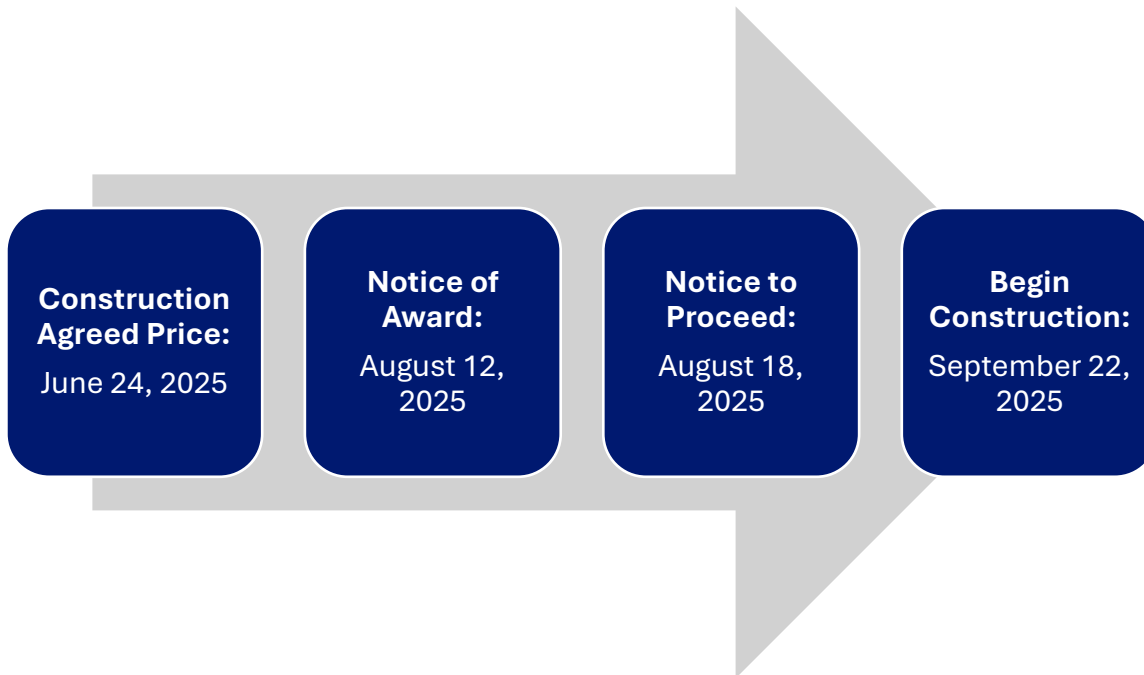 Construction
Agreed Price:
June 24, 2025
Notice of
Award:
August 12,
2025
Notice to
Proceed:
August 18,
2025
Begin
Construction:
September 22,
2025